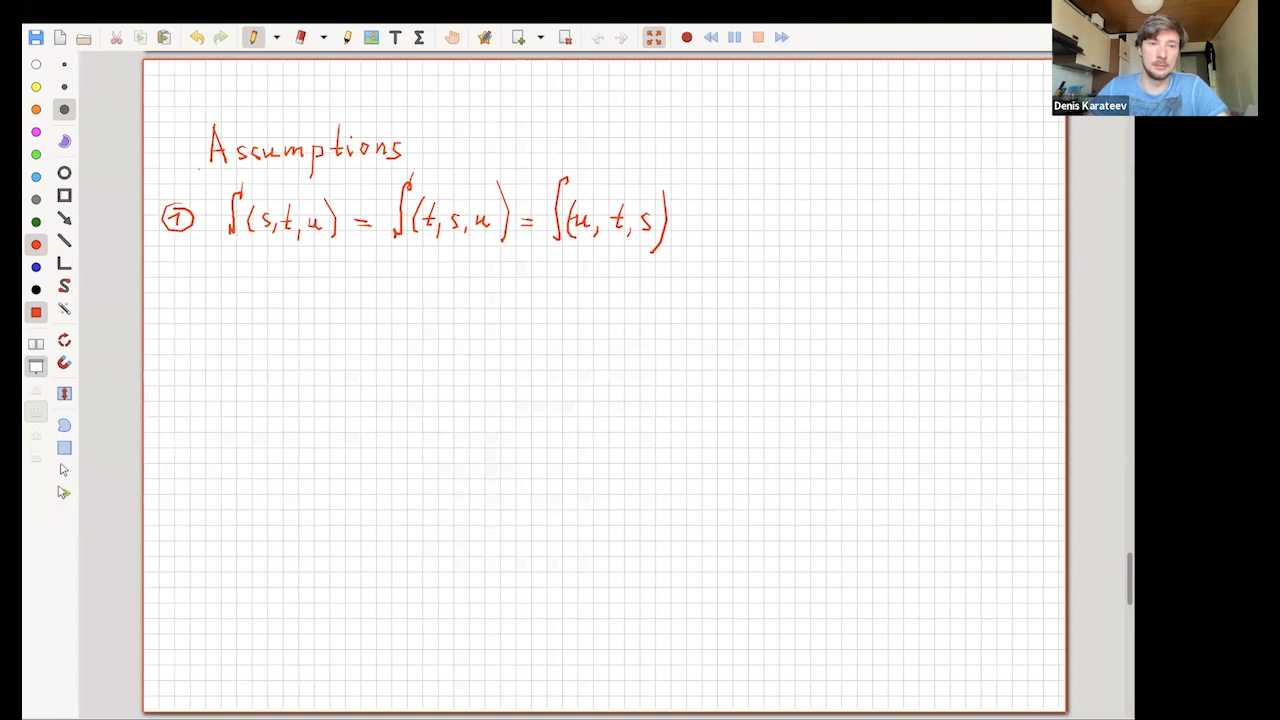 Denis Karateev
Assumptions
① 𝒯(s,t,u) = 𝒯(t,s,u) = 𝒯(u,t,s)